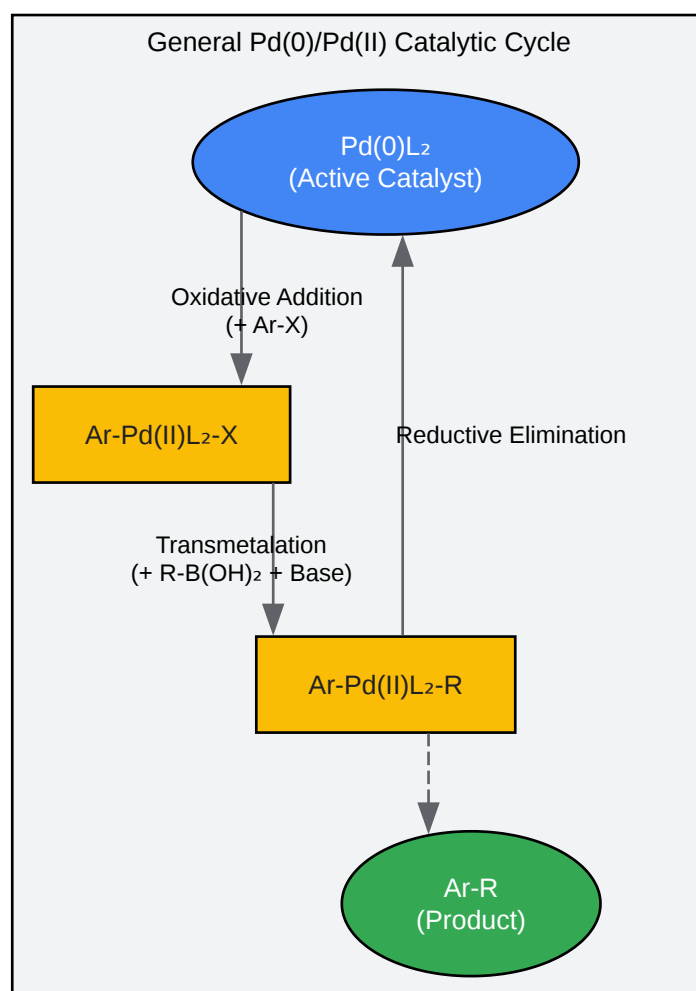 General Pd(0)/Pd(II) Catalytic Cycle
Pd(0)L₂
(Active Catalyst)
Oxidative Addition
(+ Ar-X)
Ar-Pd(II)L₂-X
Reductive Elimination
Transmetalation
(+ R-B(OH)₂ + Base)
Ar-Pd(II)L₂-R
Ar-R
(Product)